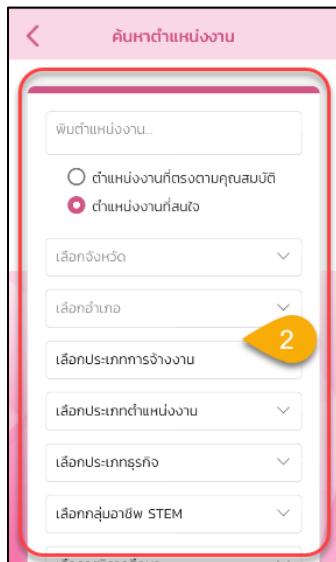 ค้นหาตำแหน่งงาน
พิมตำแหน่งงาน...
ตำแหน่งงานที่ตรงตามคุณสมบัติ
ตำแหน่งงานที่สนใจ
เลือกจังหวัด
เลือกอำเภอ
2
เลือกประเภทการจ้างงาน
เลือกประเภทตำแหน่งงาน
เลือกประเภทธุรกิจ
เลือกกลุ่มอาชีพ STEM